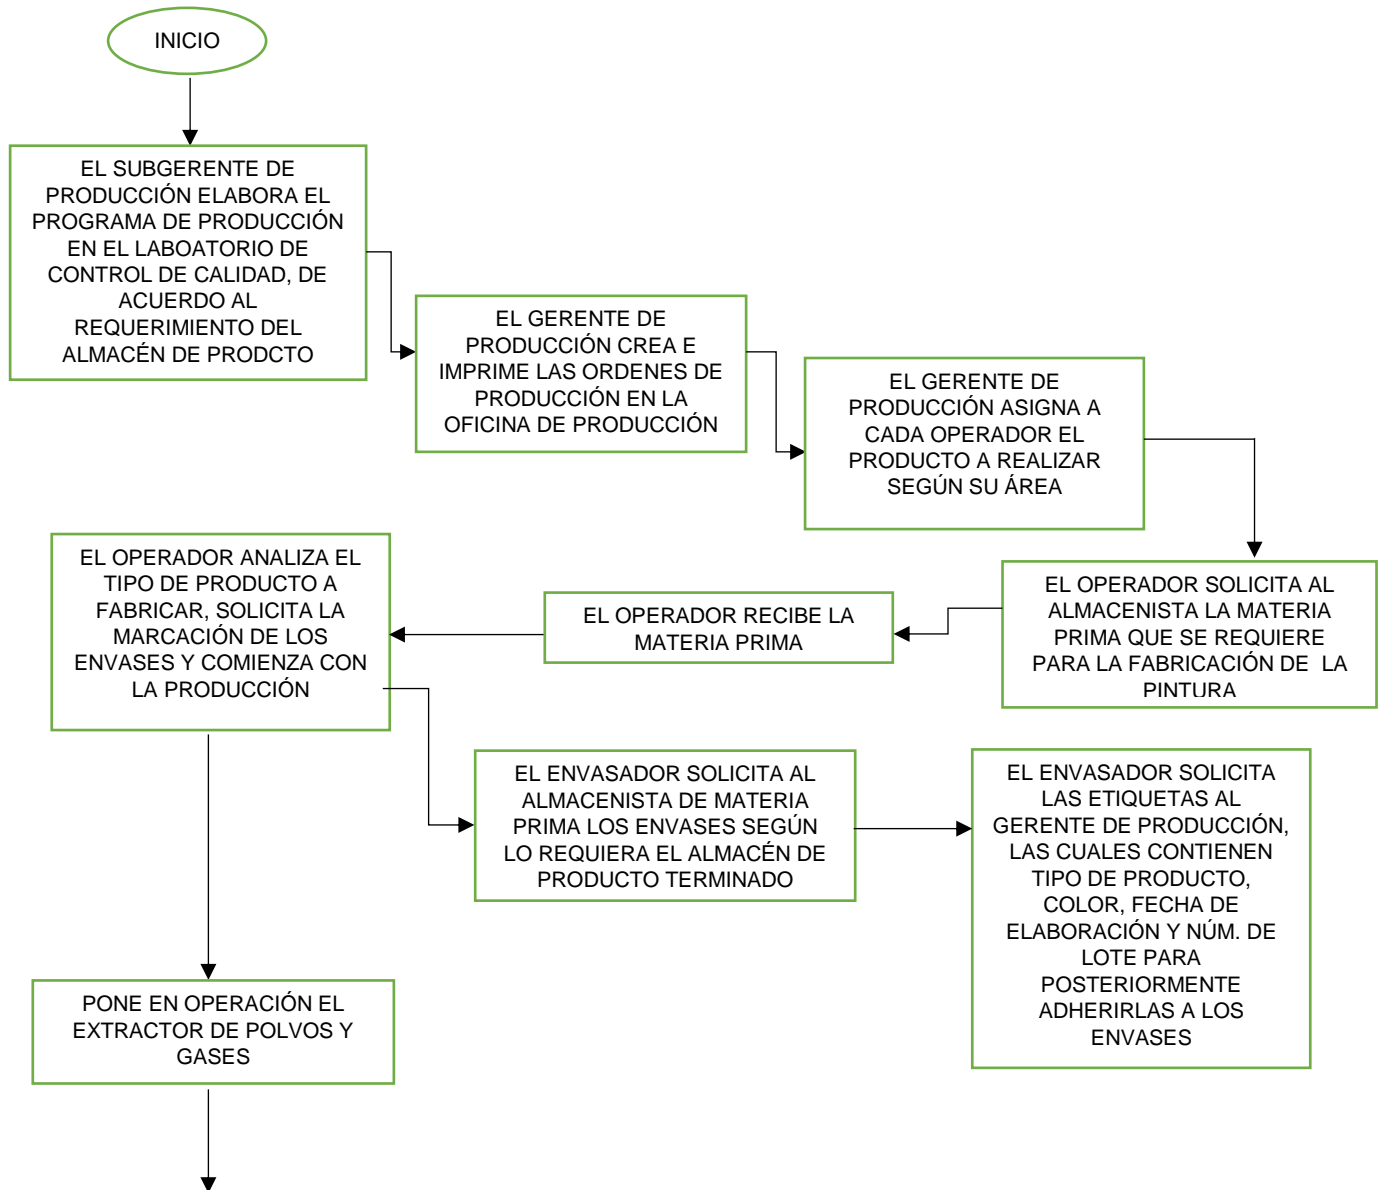 INICIO
EL SUBGERENTE DE
PRODUCCIÓN ELABORA EL
PROGRAMA DE PRODUCCIÓN
EN EL LABOATORIO DE
CONTROL DE CALIDAD, DE
ACUERDO AL
REQUERIMIENTO DEL
ALMACÉN DE PRODCTO
EL GERENTE DE
PRODUCCIÓN CREA E
IMPRIME LAS ORDENES DE
PRODUCCIÓN EN LA
OFICINA DE PRODUCCIÓN
EL GERENTE DE
PRODUCCIÓN ASIGNA A
CADA OPERADOR EL
PRODUCTO A REALIZAR
SEGÚN SU ÁREA
EL OPERADOR SOLICITA AL
ALMACENISTA LA MATERIA
PRIMA QUE SE REQUIERE
PARA LA FABRICACIÓN DE LA
PINTURA
EL OPERADOR RECIBE LA
MATERIA PRIMA
EL OPERADOR ANALIZA EL
TIPO DE PRODUCTO A
FABRICAR, SOLICITA LA
MARCACIÓN DE LOS
ENVASES Y COMIENZA CON
LA PRODUCCIÓN
EL ENVASADOR SOLICITA AL
ALMACENISTA DE MATERIA
PRIMA LOS ENVASES SEGÚN
LO REQUIERA EL ALMACÉN DE
PRODUCTO TERMINADO
EL ENVASADOR SOLICITA
LAS ETIQUETAS AL
GERENTE DE PRODUCCIÓN,
LAS CUALES CONTIENEN
TIPO DE PRODUCTO,
COLOR, FECHA DE
ELABORACIÓN Y NÚM. DE
LOTE PARA
POSTERIORMENTE
ADHERIRLAS A LOS
ENVASES
PONE EN OPERACIÓN EL
EXTRACTOR DE POLVOS Y
GASES